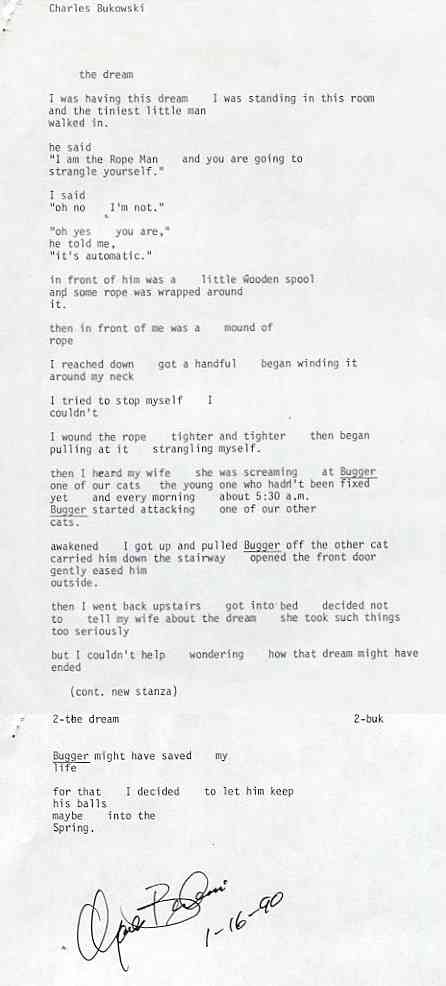 Charles Bukowski
the dream
I was having this dream    I was standing in this room
and the tiniest little man
walked in.
he said
"I am the Rope Man    and you are going to
strangle yourself."
I said
"oh no    I'm not."
"oh yes    you are,"
he told me,
"it's automatic."
in front of him was a    little wooden spool
and some rope was wrapped around
it.
then in front of me was a    mound of
rope
I reached down    got a handful    began winding it
around my neck
I tried to stop myself    I
couldn't
I wound the rope    tighter and tighter    then began
pulling at it    strangling myself.
then I heard my wife    she was screaming    at Bugger
one of our cats    the young one who hadn't been fixed
yet    and every morning    about 5:30 a.m.
Bugger started attacking    one of our other
cats.
awakened    I got up and pulled Bugger off the other cat
carried him down the stairway    opened the front door
gently eased him
outside.
then I went back upstairs    got into bed    decided not
to    tell my wife about the dream    she took such things
too seriously
but I couldn't help    wondering    how that dream might have
ended
(cont. new stanza)
2-the dream    2-buk
Bugger might have saved    my
life
for that    I decided    to let him keep
his balls
maybe    into the
Spring.
1-16-90